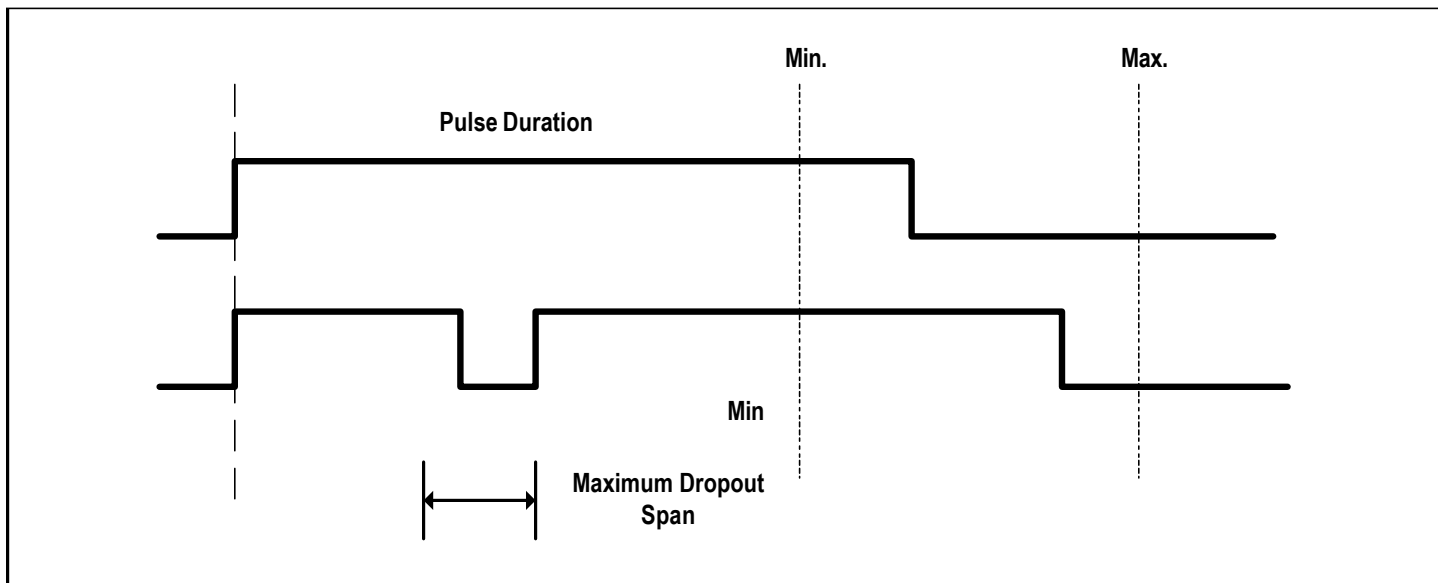 Min.
Max.
Pulse Duration
Min
Maximum Dropout
Span